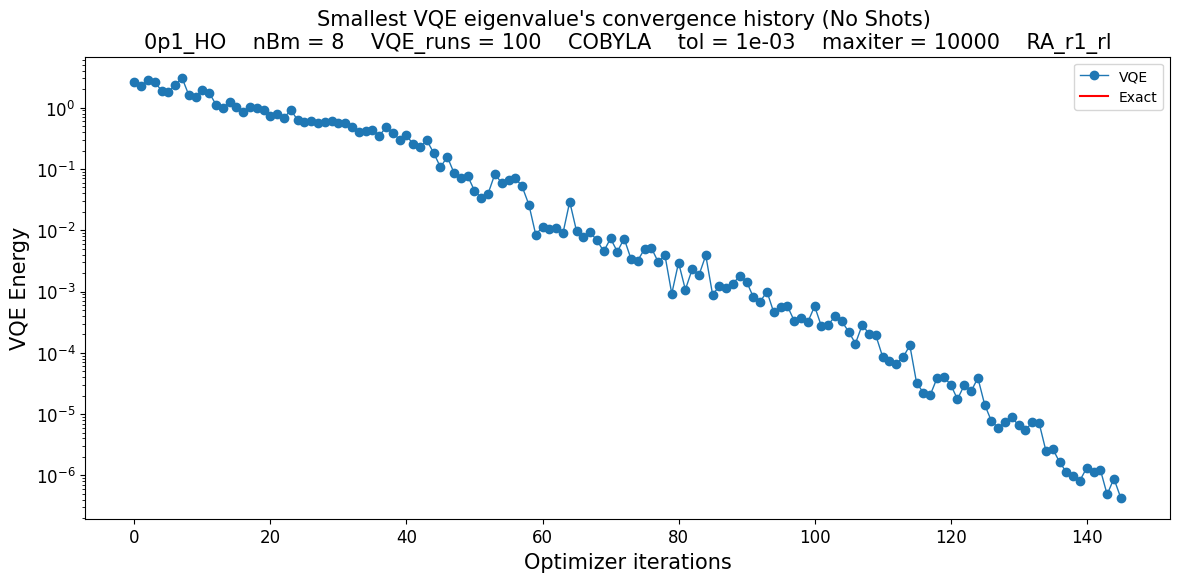 Smallest VQE eigenvalue's convergence history (No Shots)
0p1_HO    nBm = 8    VQE_runs = 100    COBYLA    tol = 1e-03    maxiter = 10000    RA_r1_rl
VQE
Exact
VQE Energy
10⁰
10⁻¹
10⁻²
10⁻³
10⁻⁴
10⁻⁵
10⁻⁶
0 20 40 60 80 100 120 140
Optimizer iterations